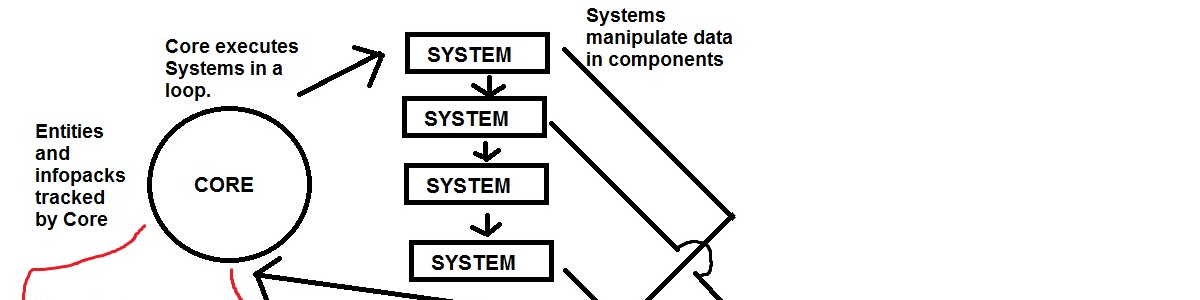 Systems
manipulate data
in components
Core executes
Systems in a
loop.
SYSTEM
SYSTEM
SYSTEM
SYSTEM
Entities
and
infopacks
tracked
by Core
CORE